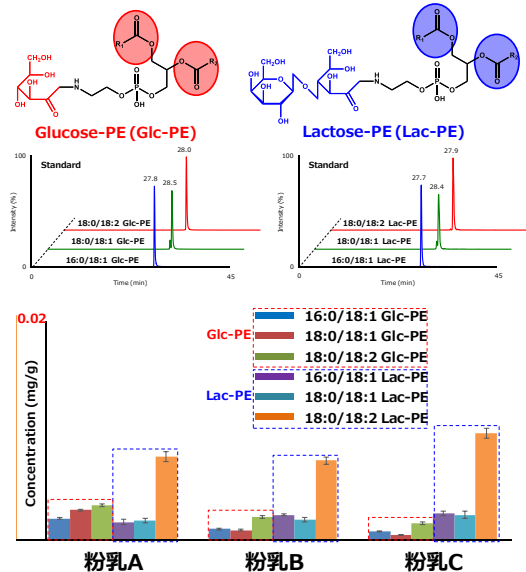 R₁
O
O
O
R₂
O
OH
HO
HO
OH
H
N
O
O
P
O
O
OH
Glucose-PE (Glc-PE)
R₁
O
O
O
R₂
O
C₆OH
OH
HO
OH
O
O
OH
HO
O
H
N
O
O
P
O
O
OH
Lactose-PE (Lac-PE)
100
Standard
28.0
27.8
28.5
Intensity (%)
18:0/18:2 Glc-PE
18:0/18:1 Glc-PE
16:0/18:1 Glc-PE
0
45
Time (min)
100
Standard
27.9
27.7
28.4
Intensity (%)
18:0/18:2 Lac-PE
18:0/18:1 Lac-PE
16:0/18:1 Lac-PE
0
45
Time (min)
0.02
Concentration (mg/g)
Glc-PE
16:0/18:1 Glc-PE
18:0/18:1 Glc-PE
18:0/18:2 Glc-PE
Lac-PE
16:0/18:1 Lac-PE
18:0/18:1 Lac-PE
18:0/18:2 Lac-PE
粉乳A
粉乳B
粉乳C